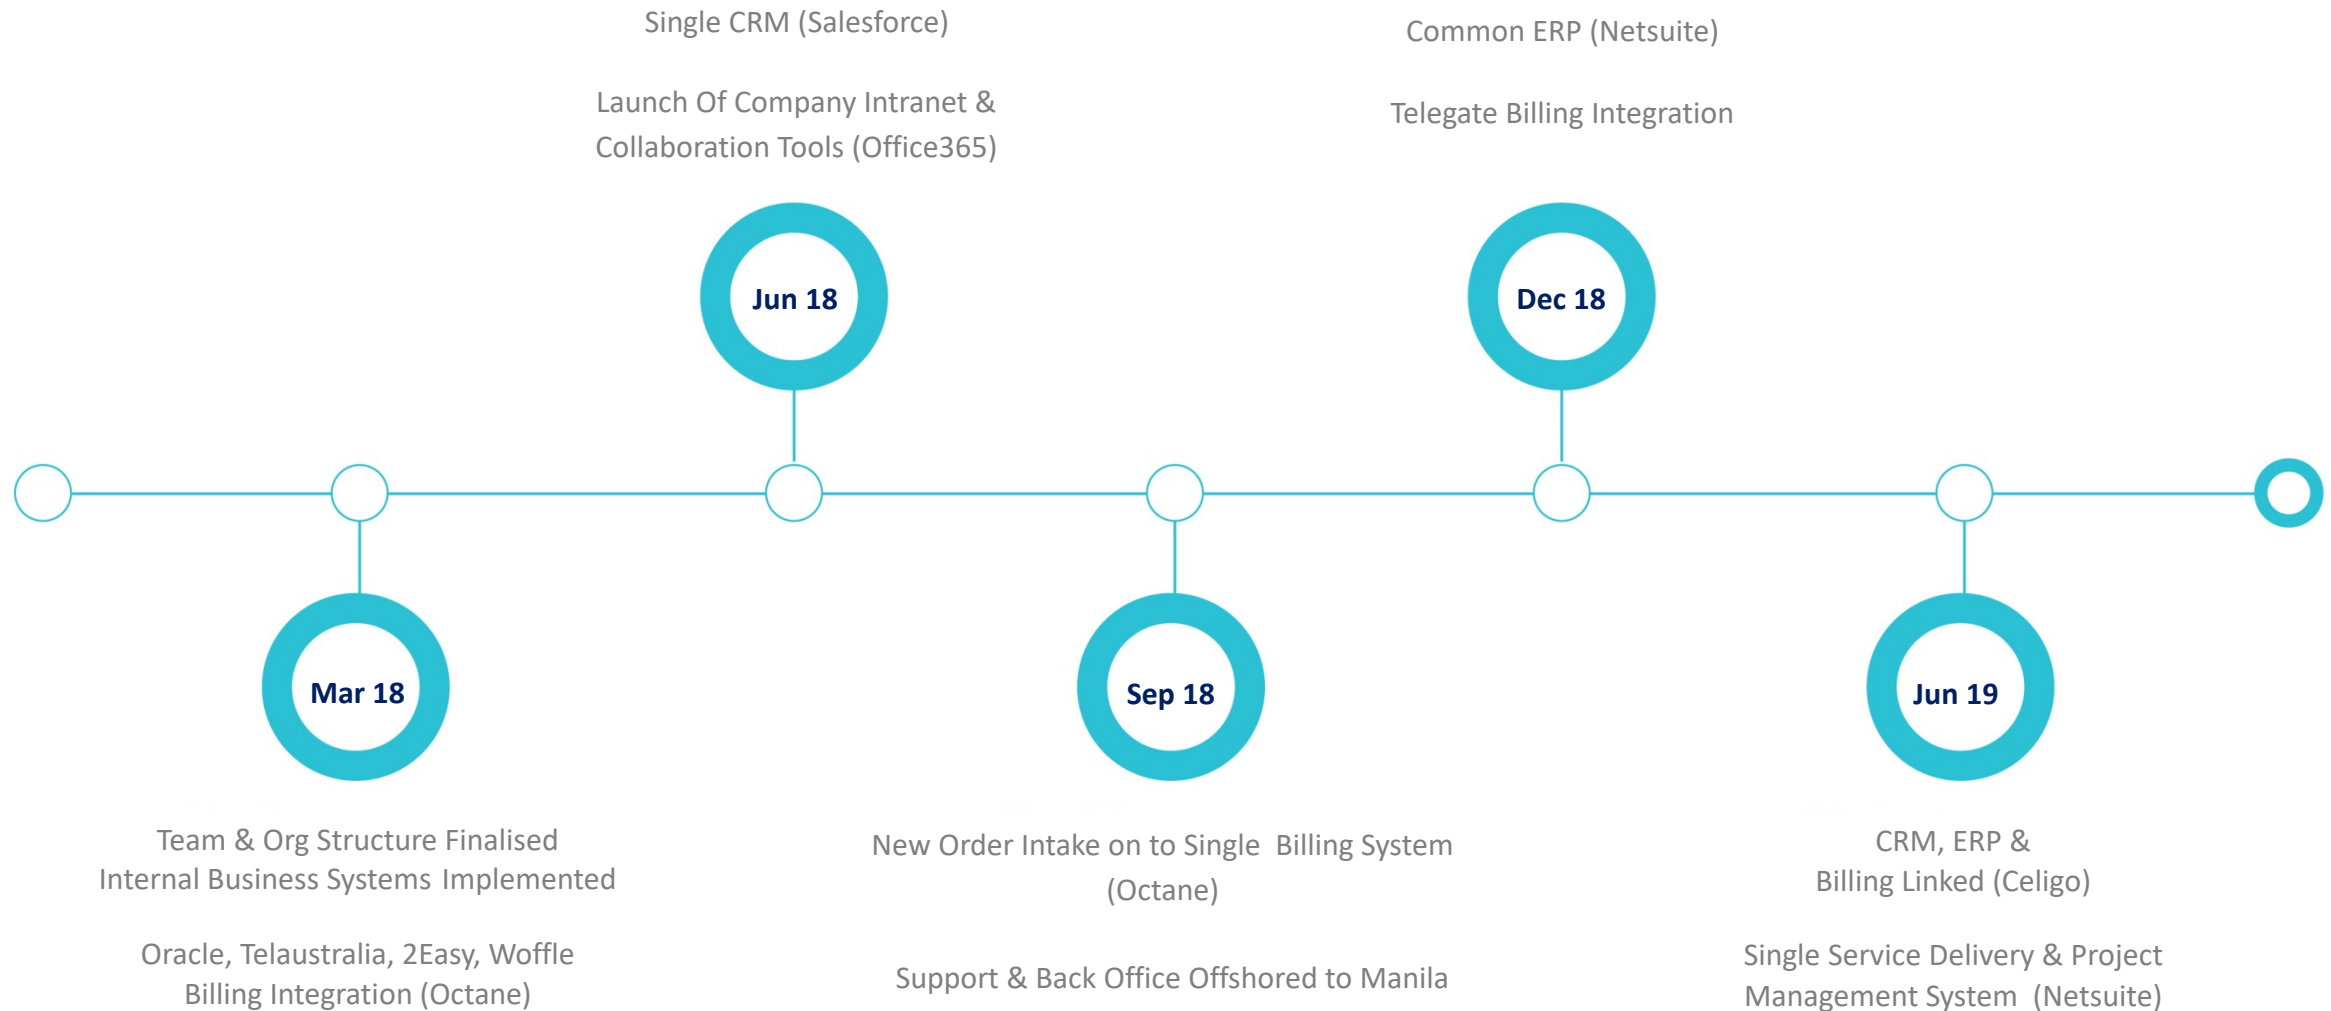 Single CRM (Salesforce)
Launch Of Company Intranet &
Collaboration Tools (Office365)
Jun 18
Common ERP (Netsuite)
Telegate Billing Integration
Dec 18
Mar 18
Team & Org Structure Finalised
Internal Business Systems Implemented
Oracle, Telaustralia, 2Easy, Woffle
Billing Integration (Octane)
Sep 18
New Order Intake on to Single  Billing System
(Octane)
Support & Back Office Offshored to Manila
Jun 19
CRM, ERP &
Billing Linked (Celigo)
Single Service Delivery & Project
Management System  (Netsuite)